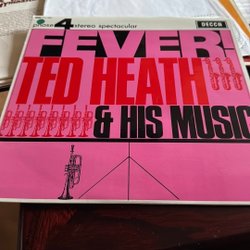 phase 4 stereo spectacular
DECCA
FEVER!
TED HEATH
& HIS MUSIC